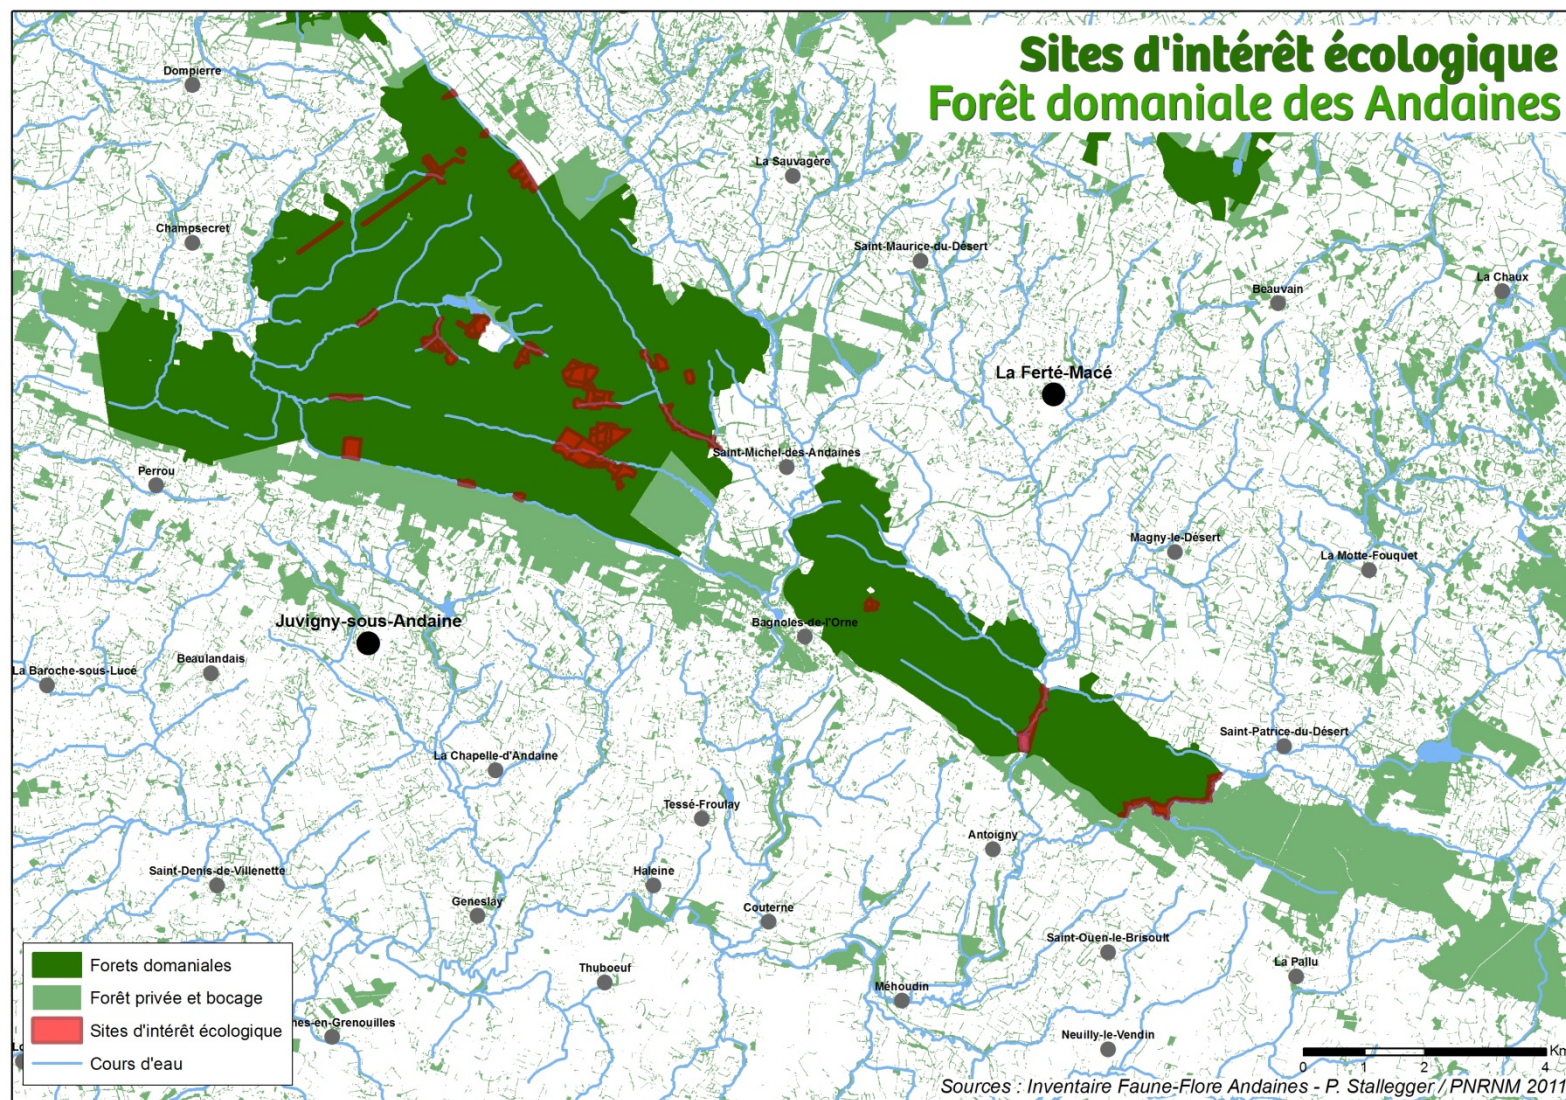 Sites d'intérêt écologique
Forêt domaniale des Andaines
Dompierre
La Sauvagère
Champsecret
Saint-Maurice-du-Désert
La Chaux
Beauvain
La Ferté-Macé
Saint-Michel-des-Andaines
Perrou
Magny-le-Désert
La Motte-Fouquet
Juvigny-sous-Andaine
Bagnoles-de-l'Orne
Beaulandais
La Baroche-sous-Lucé
Saint-Patrice-du-Désert
La Chapelle-d'Andaine
Tessé-Froulay
Antoigny
Saint-Denis-de-Villenette
Haleine
Geneslay
Couterne
Saint-Ouen-le-Brisoult
Thuboeuf
La Pallu
Méhoudin
nes-en-Grenouilles
Neuilly-le-Vendin
Forets domaniales
Forêt privée et bocage
Sites d'intérêt écologique
Cours d'eau
Km
0 1 2 4
Sources : Inventaire Faune-Flore Andaines - P. Stallegger / PNRNM 2011